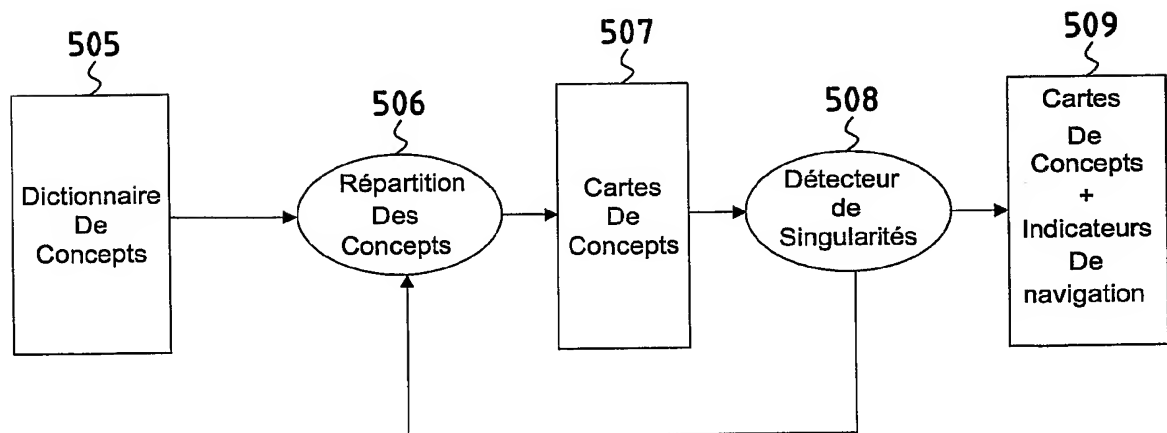 505
Dictionnaire
De
Concepts
506
Répartition
Des
Concepts
507
Cartes
De
Concepts
508
Détecteur
de
Singularités
509
Cartes
De
Concepts
+
Indicateurs
De
navigation